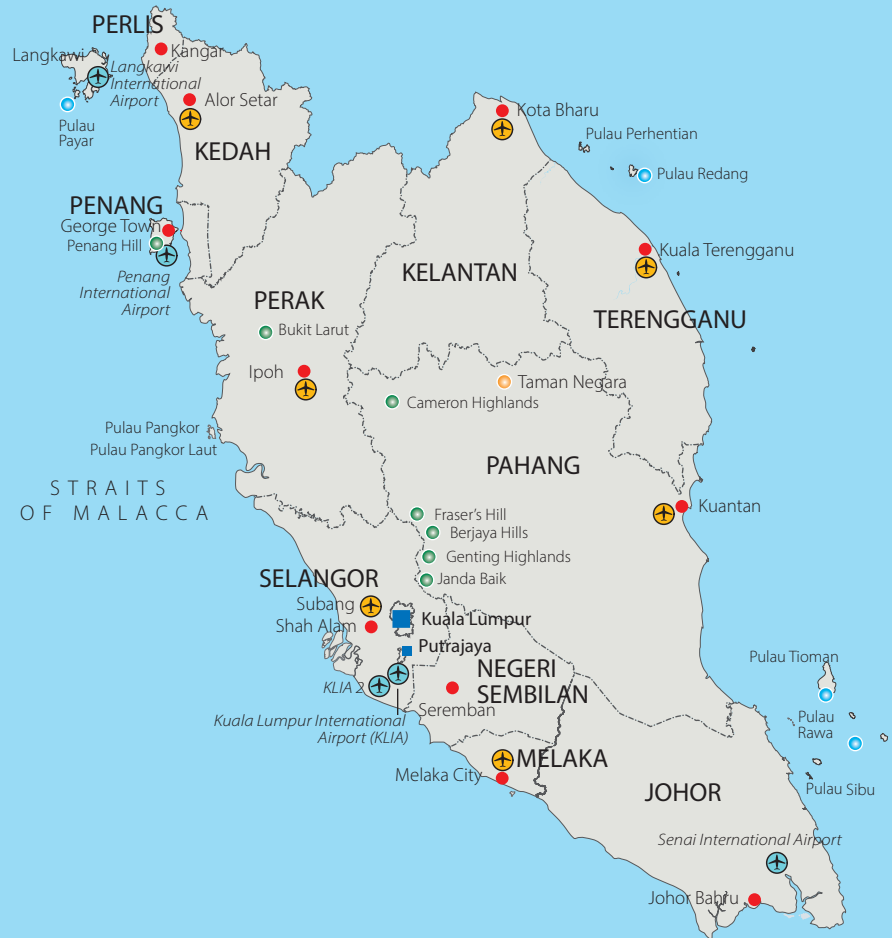 PERLIS
Langkawi
Kangar
Langkawi
International
Airport
Alor Setar
Pulau
Payar
KEDAH
Kota Bharu
Pulau Perhentian
Pulau Redang
PENANG
George Town
Penang Hill
Penang
International
Airport
KELANTAN
Kuala Terengganu
PERAK
Bukit Larut
TERENGGANU
Ipoh
Taman Negara
Cameron Highlands
Pulau Pangkor
Pulau Pangkor Laut
PAHANG
STRAITS
OF MALACCA
Fraser's Hill
Kuantan
Berjaya Hills
Genting Highlands
SELANGOR
Janda Baik
Subang
Shah Alam
Kuala Lumpur
Putrajaya
NEGERI
SEMBILAN
KLIA 2
Seremban
Kuala Lumpur International
Airport (KLIA)
Pulau Tioman
Pulau
Rawa
MELAKA
Melaka City
JOHOR
Pulau Sibu
Senai International Airport
Johor Bahru